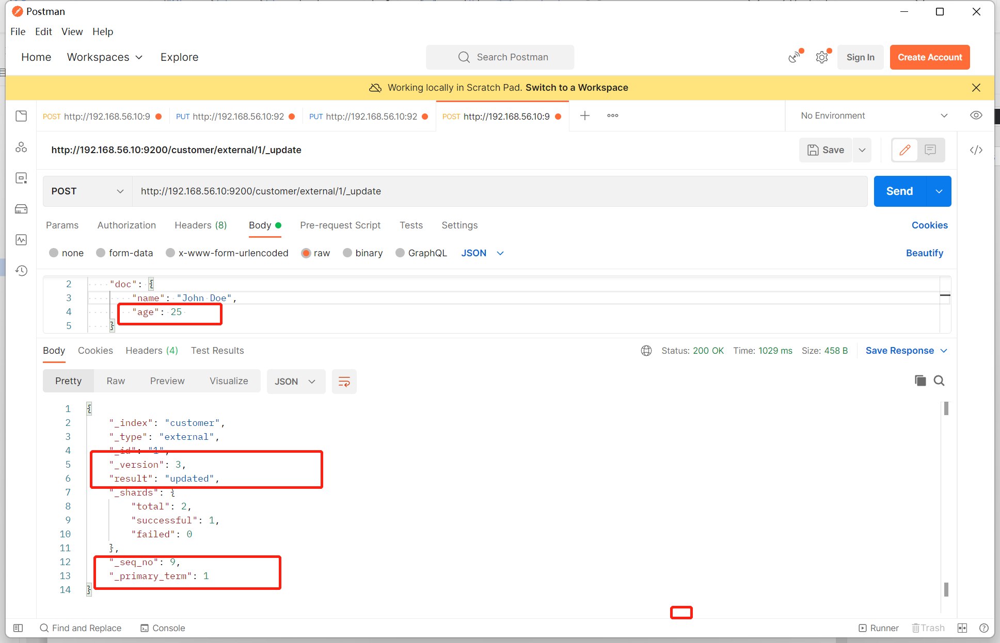 Postman
File Edit View Help
Home Workspaces Explore Search Postman Sign In Create Account
Working locally in Scratch Pad. Switch to a Workspace
POST http://192.168.56.10:9 PUT http://192.168.56.10:92 PUT http://192.168.56.10:92 POST http://192.168.56.10:9 No Environment
http://192.168.56.10:9200/customer/external/1/_update Save
POST http://192.168.56.10:9200/customer/external/1/_update Send
Params Authorization Headers (8) Body Pre-request Script Tests Settings Cookies
none form-data x-www-form-urlencoded raw binary GraphQL JSON Beautify
2 "doc": {
3 "name": "John Doe",
4 "age": 25
5 }
Body Cookies Headers (4) Test Results Status: 200 OK Time: 1029 ms Size: 458 B Save Response
Pretty Raw Preview Visualize JSON
1 {
2 "_index": "customer",
3 "_type": "external",
4 "_id": "1",
5 "_version": 3,
6 "result": "updated",
7 "_shards": {
8 "total": 2,
9 "successful": 1,
10 "failed": 0
11 },
12 "_seq_no": 9,
13 "_primary_term": 1
14 }
Find and Replace Console Runner Trash